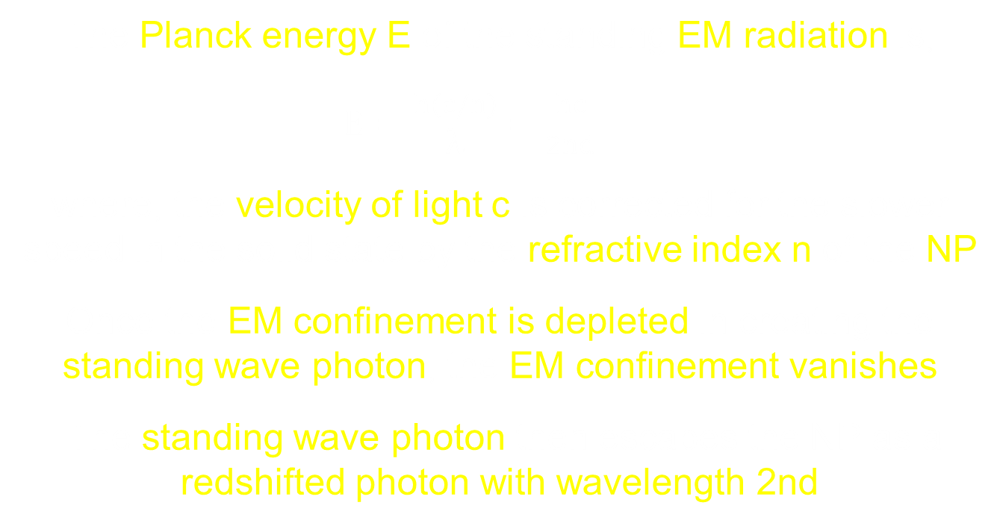 Planck energy E EM radiation
velocity of light c
refractive index n NP
EM confinement is depleted
standing wave photon EM confinement vanishes
standing wave photon
redshifted photon with wavelength 2nd